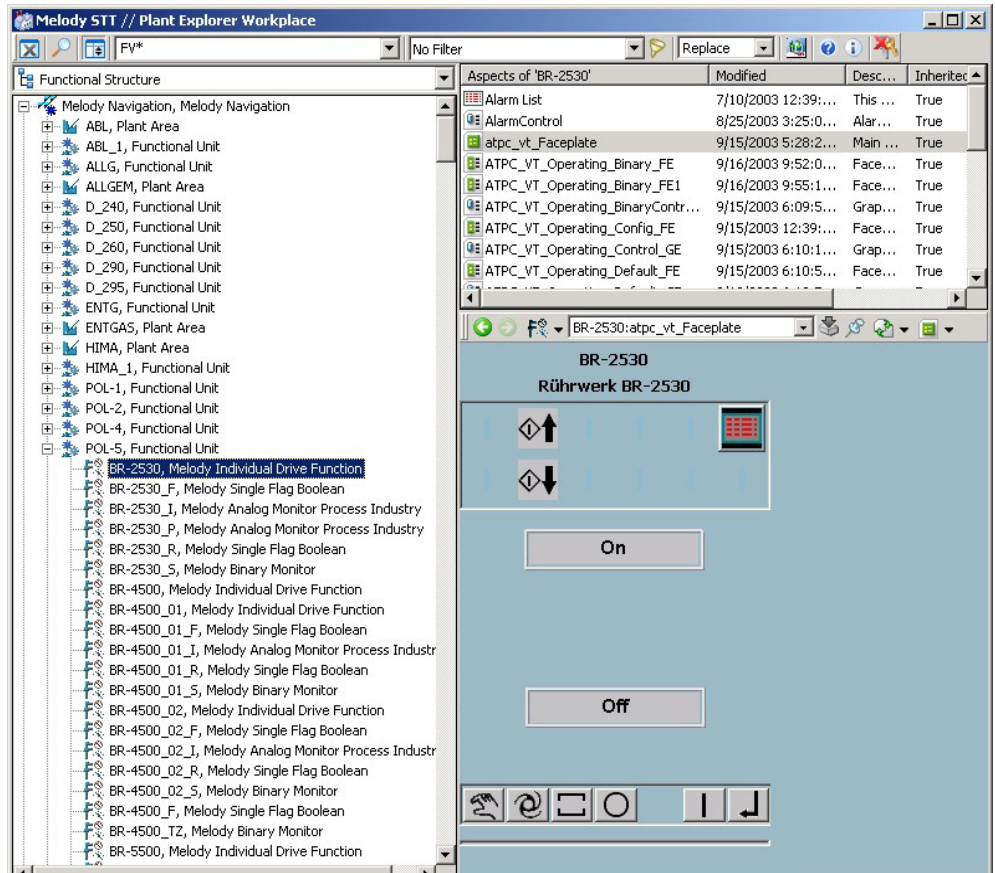 Melody STT // Plant Explorer Workplace
FV*
No Filter
Replace
Functional Structure
Melody Navigation, Melody Navigation
ABL, Plant Area
ABL_1, Functional Unit
ALLG, Functional Unit
ALLGEM, Plant Area
D_240, Functional Unit
D_250, Functional Unit
D_260, Functional Unit
D_290, Functional Unit
D_295, Functional Unit
ENTG, Functional Unit
ENTGAS, Plant Area
HIMA, Plant Area
HIMA_1, Functional Unit
POL-1, Functional Unit
POL-2, Functional Unit
POL-4, Functional Unit
POL-5, Functional Unit
BR-2530, Melody Individual Drive Function
BR-2530_F, Melody Single Flag Boolean
BR-2530_I, Melody Analog Monitor Process Industry
BR-2530_P, Melody Analog Monitor Process Industry
BR-2530_R, Melody Single Flag Boolean
BR-2530_S, Melody Binary Monitor
BR-4500, Melody Individual Drive Function
BR-4500_01, Melody Individual Drive Function
BR-4500_01_F, Melody Single Flag Boolean
BR-4500_01_I, Melody Analog Monitor Process Industr
BR-4500_01_R, Melody Single Flag Boolean
BR-4500_01_S, Melody Binary Monitor
BR-4500_02, Melody Individual Drive Function
BR-4500_02_F, Melody Single Flag Boolean
BR-4500_02_I, Melody Analog Monitor Process Industr
BR-4500_02_R, Melody Single Flag Boolean
BR-4500_02_S, Melody Binary Monitor
BR-4500_F, Melody Single Flag Boolean
BR-4500_TZ, Melody Binary Monitor
BR-5500, Melody Individual Drive Function
Aspects of 'BR-2530' Modified Desc... Inherited
Alarm List 7/10/2003 12:39:... This ... True
AlarmControl 8/25/2003 3:25:0... Alar... True
atpc_vt_Faceplate 9/15/2003 5:28:2... Main ... True
ATPC_VT_Operating_Binary_FE 9/16/2003 9:52:0... Face... True
ATPC_VT_Operating_Binary_FE1 9/16/2003 9:55:1... Face... True
ATPC_VT_Operating_BinaryContr... 9/15/2003 6:09:5... Grap... True
ATPC_VT_Operating_Config_FE 9/15/2003 12:39:... Face... True
ATPC_VT_Operating_Control_GE 9/15/2003 6:10:1... Grap... True
ATPC_VT_Operating_Default_FE 9/15/2003 6:10:5... Face... True
BR-2530:atpc_vt_Faceplate
BR-2530
Rührwerk BR-2530
On
Off